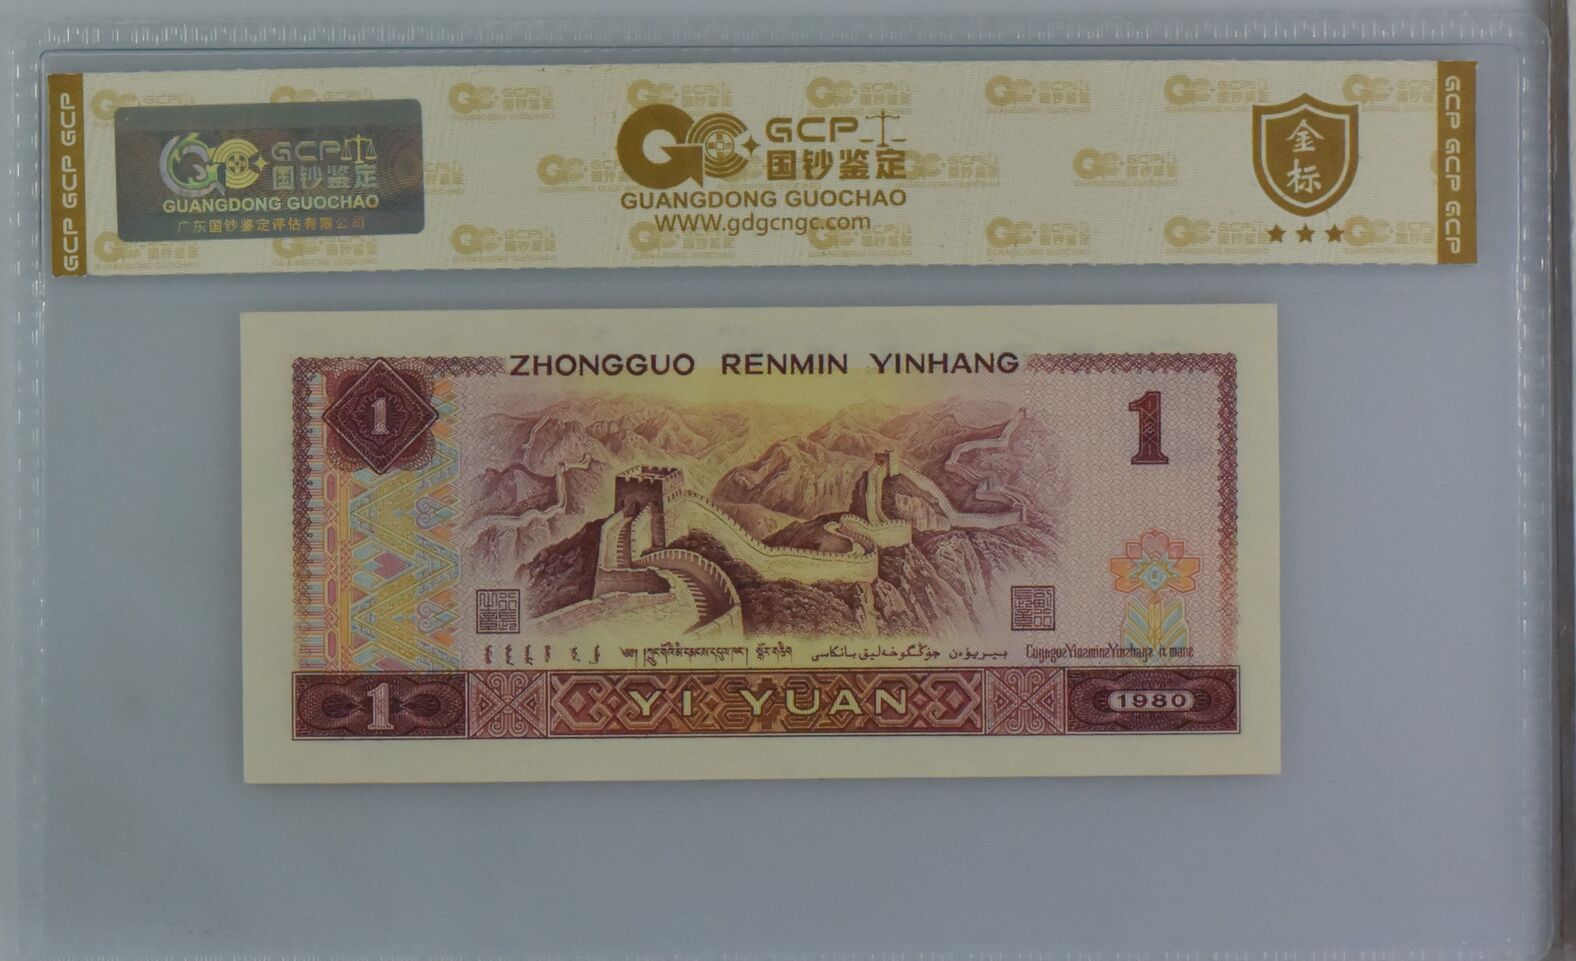 GCP GCP GCP
GCP
国钞鉴定
GUANGDONG GUOCHAO
广东国钞鉴定评估有限公司
GCP
国钞鉴定
GUANGDONG GUOCHAO
WWW.gdgcngc.com
金
标
GCP GCP GCP
ZHONGGUO RENMIN YINHANG
1
1
1
YI YUAN
1980